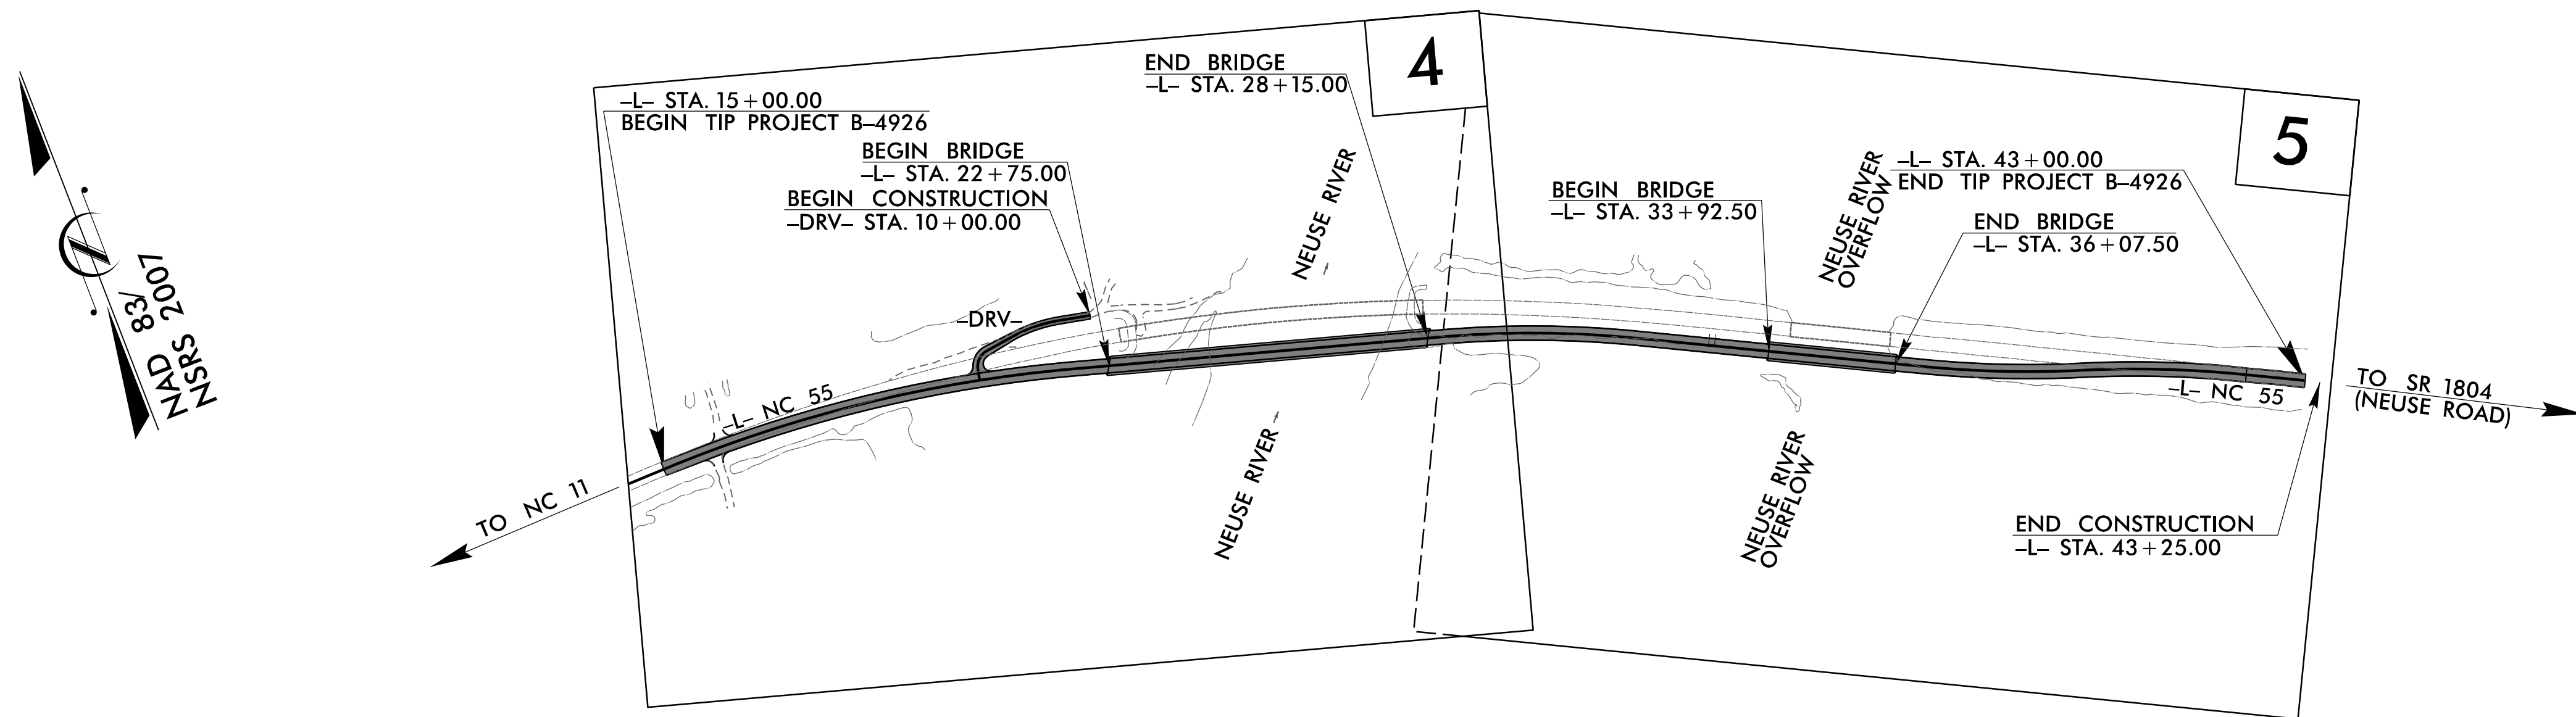 NAD 83/
NSRS 2007
–L– STA. 15+00.00
BEGIN TIP PROJECT B–4926
BEGIN BRIDGE
–L– STA. 22+75.00
BEGIN CONSTRUCTION
–DRV– STA. 10+00.00
END BRIDGE
–L– STA. 28+15.00
4
NEUSE RIVER
–DRV–
–L– NC 55
TO NC 11
NEUSE RIVER
BEGIN BRIDGE
–L– STA. 33+92.50
NEUSE RIVER
OVERFLOW
–L– STA. 43+00.00
END TIP PROJECT B–4926
END BRIDGE
–L– STA. 36+07.50
5
–L– NC 55
TO SR 1804
(NEUSE ROAD)
NEUSE RIVER
OVERFLOW
END CONSTRUCTION
–L– STA. 43+25.00